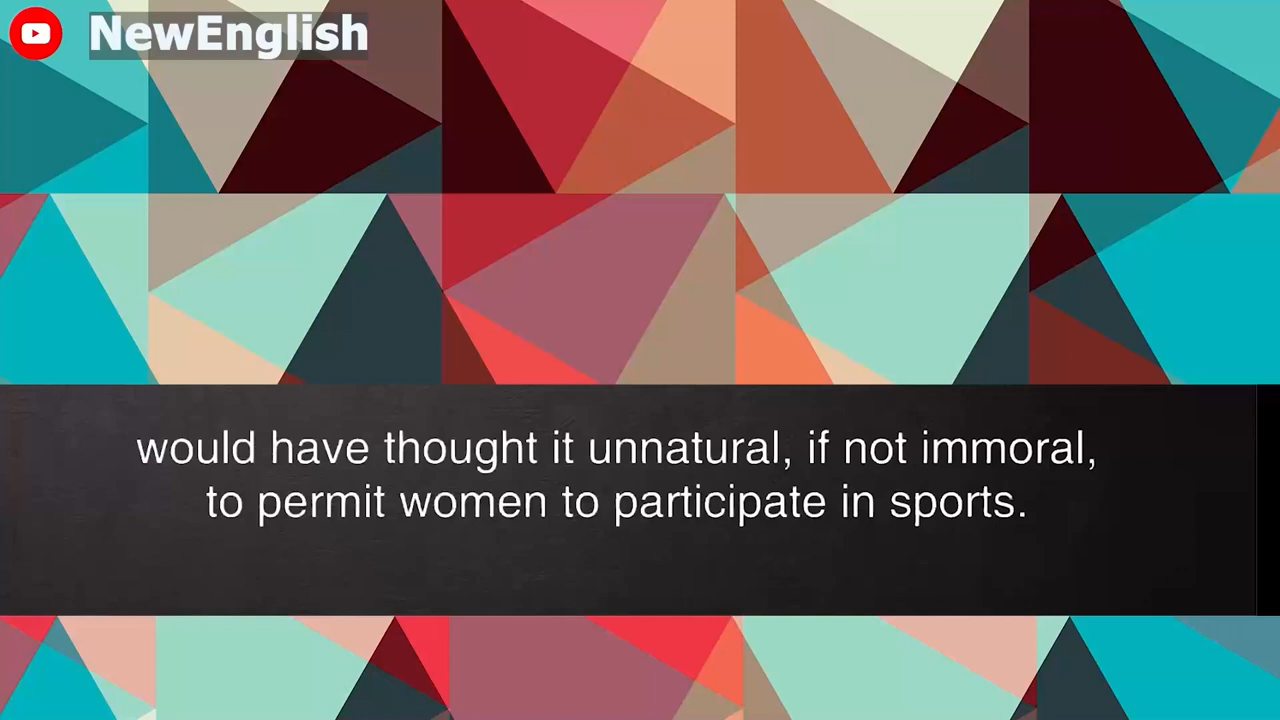 NewEnglish
would have thought it unnatural, if not immoral,
to permit women to participate in sports.